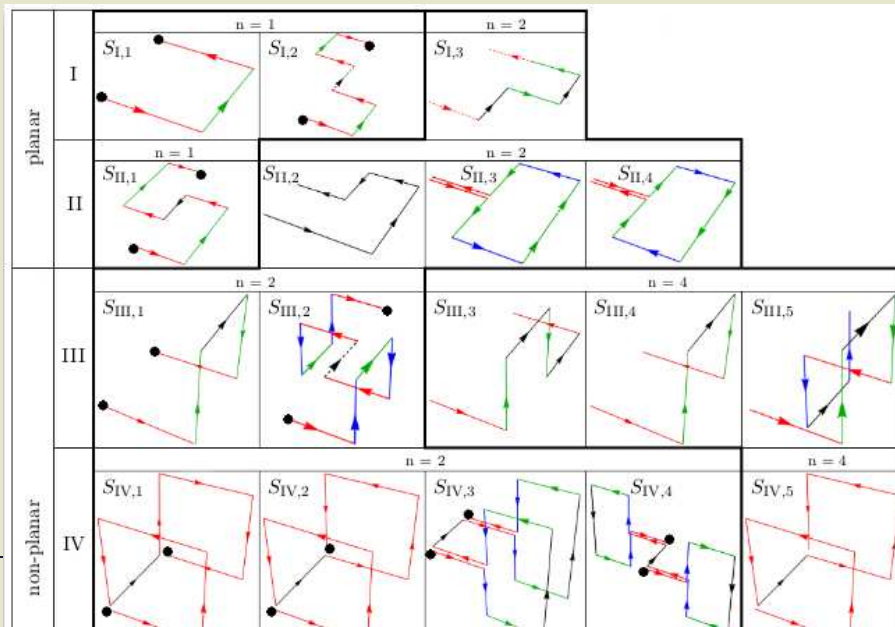 n = 1
n = 2
planar
I
S_{I,1}
S_{I,2}
S_{I,3}
n = 1
n = 2
II
S_{II,1}
S_{II,2}
S_{II,3}
S_{II,4}
n = 2
n = 4
non-planar
III
S_{III,1}
S_{III,2}
S_{III,3}
S_{III,4}
S_{III,5}
n = 2
n = 4
IV
S_{IV,1}
S_{IV,2}
S_{IV,3}
S_{IV,4}
S_{IV,5}